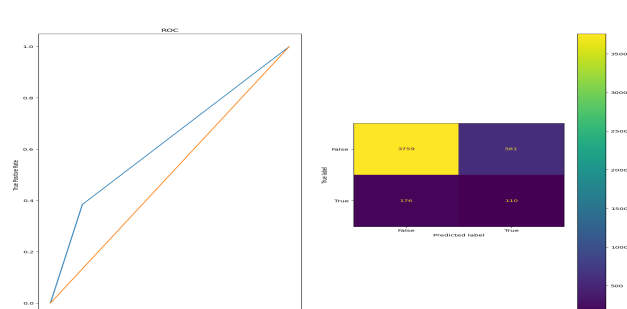 ROC
1.0
0.8
0.6
0.4
0.2
0.0
True Positive Rate
3759
581
176
110
False
True
True label
False
True
Predicted label
3500
3000
2500
2000
1500
1000
500